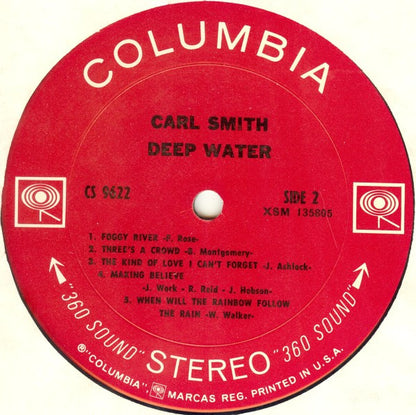 COLUMBIA
CARL SMITH
DEEP WATER
CS 9622
SIDE 2
XSM 135805
1. FOGGY RIVER -F. Rose-
2. THREE'S A CROWD -B. Montgomery-
3. THE KIND OF LOVE I CAN'T FORGET -J. Ashlock-
4. MAKING BELIEVE
-J. Work - R. Reid - J. Hobson-
5. WHEN WILL THE RAINBOW FOLLOW
THE RAIN -W. Walker-
"360 SOUND" STEREO "360 SOUND"
℗"COLUMBIA", MARCAS REG. PRINTED IN U.S.A.